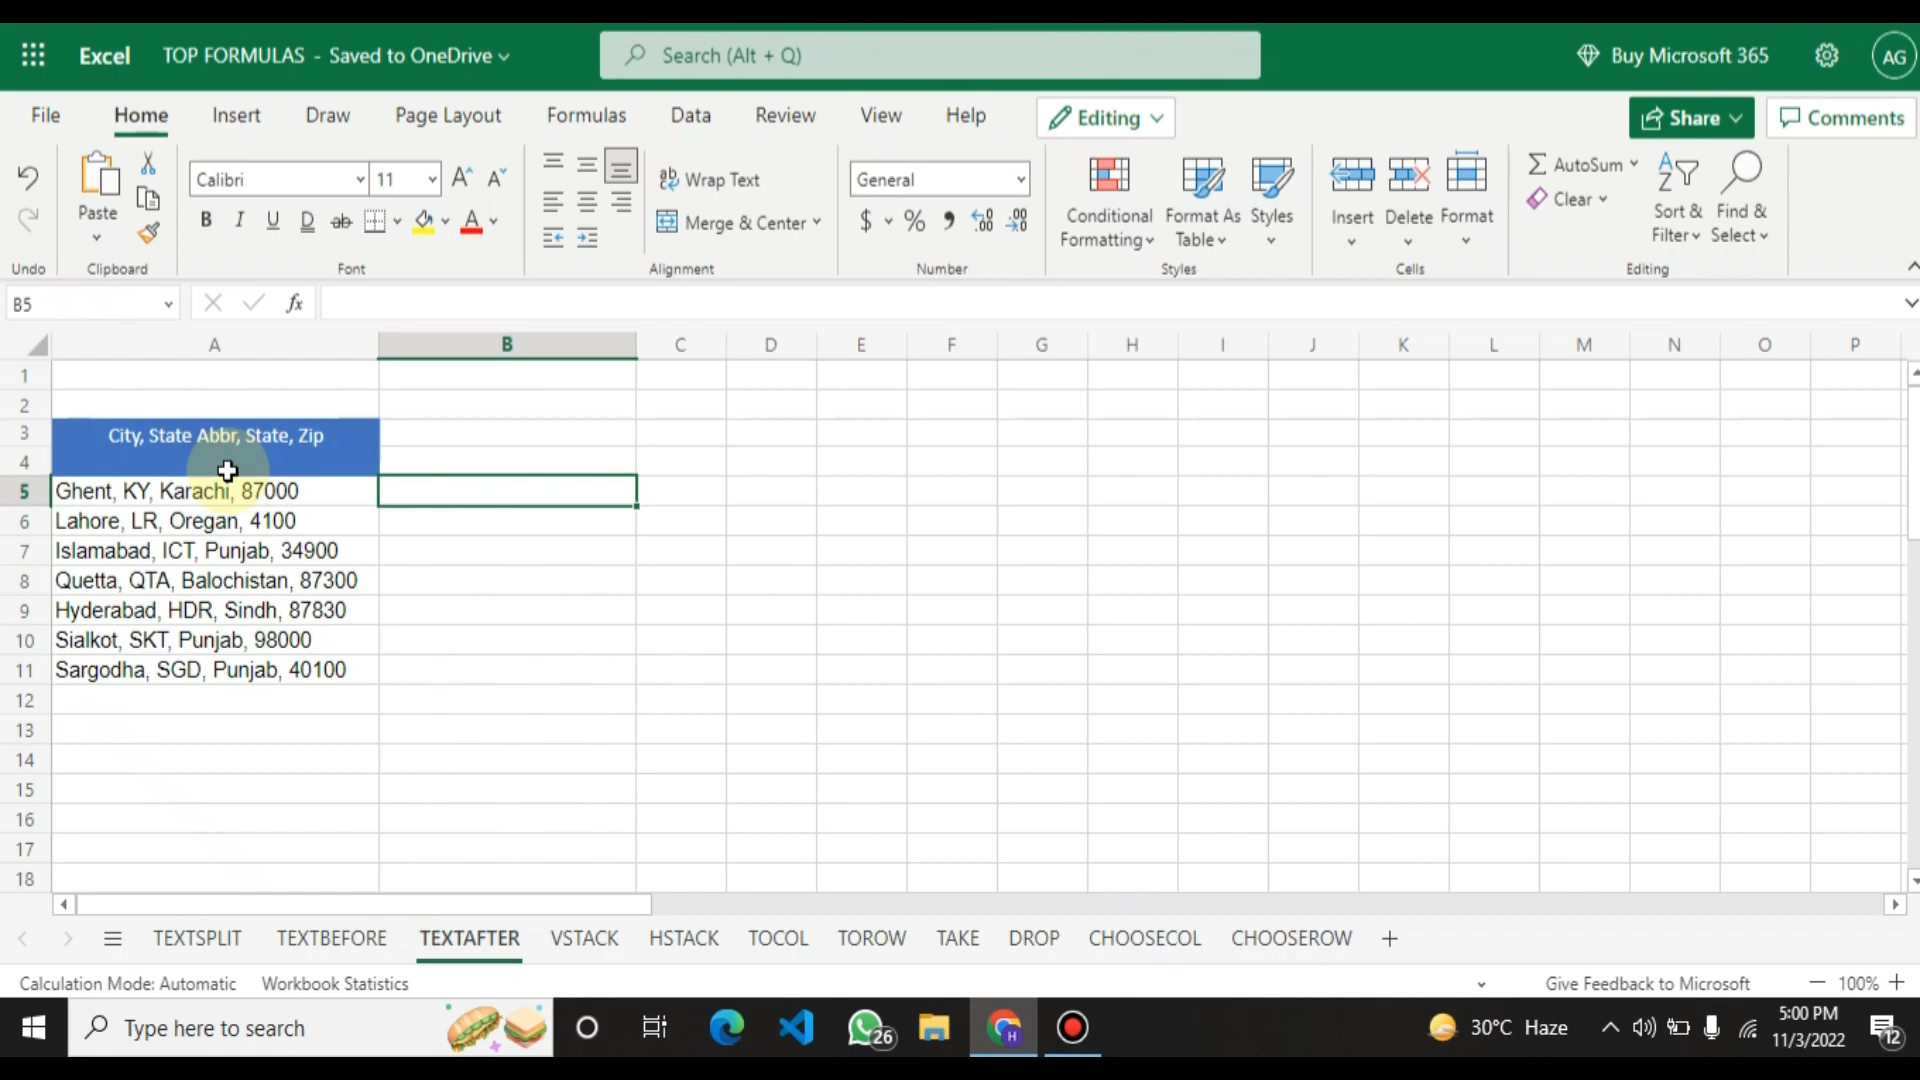 Excel TOP FORMULAS - Saved to OneDrive Search (Alt + Q) Buy Microsoft 365 AG
File Home Insert Draw Page Layout Formulas Data Review View Help Editing Share Comments
Calibri 11 A^ A˅ ab Wrap Text General AutoSum
Paste B I U D ab A Merge & Center $ % 9 .00 .00 Conditional Formatting Format As Table Styles Insert Delete Format Clear Sort & Filter Find & Select
Undo Clipboard Font Alignment Number Styles Cells Editing
B5 fx
A B C D E F G H I J K L M N O P
1
2
3 City, State Abbr, State, Zip
4
5 Ghent, KY, Karachi, 87000
6 Lahore, LR, Oregan, 4100
7 Islamabad, ICT, Punjab, 34900
8 Quetta, QTA, Balochistan, 87300
9 Hyderabad, HDR, Sindh, 87830
10 Sialkot, SKT, Punjab, 98000
11 Sargodha, SGD, Punjab, 40100
12
13
14
15
16
17
18
TEXTSPLIT TEXTBEFORE TEXTAFTER VSTACK HSTACK TOCOL TOROW TAKE DROP CHOOSECOL CHOOSEROW +
Calculation Mode: Automatic Workbook Statistics Give Feedback to Microsoft — 100% +
Type here to search 26 H 30°C Haze 5:00 PM 12
11/3/2022